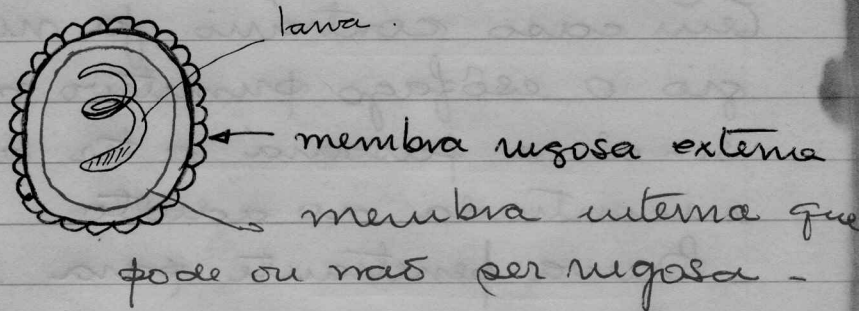 larva.
membra rugosa externa
membra interna que
pode ou não ser rugosa -